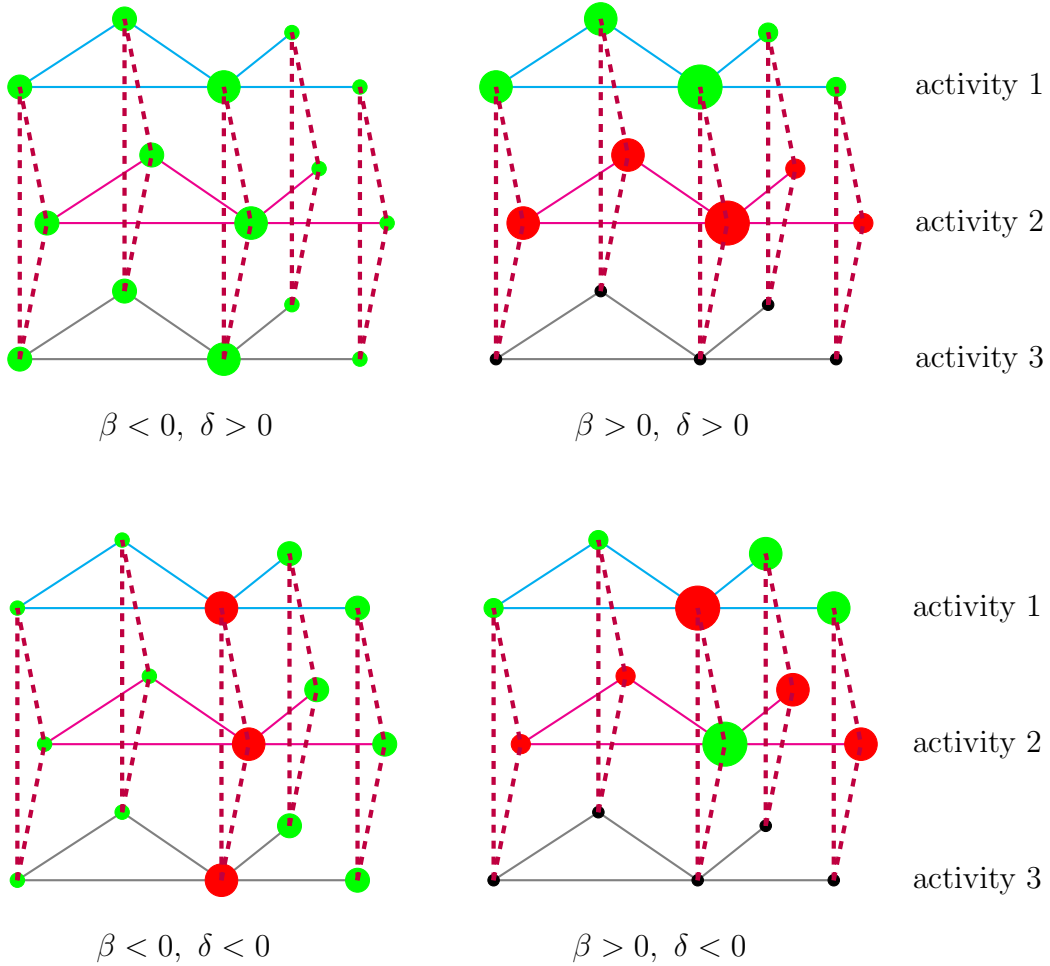 activity 1
activity 2
activity 3
β < 0, δ > 0
β > 0, δ > 0
activity 1
activity 2
activity 3
β < 0, δ < 0
β > 0, δ < 0